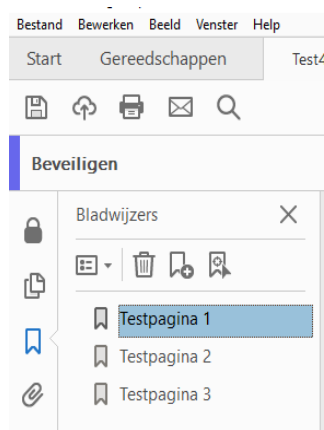 Bestand Bewerken Beeld Venster Help
Start Gereedschappen Test4
Beveiligen
Bladwijzers
Testpagina 1
Testpagina 2
Testpagina 3